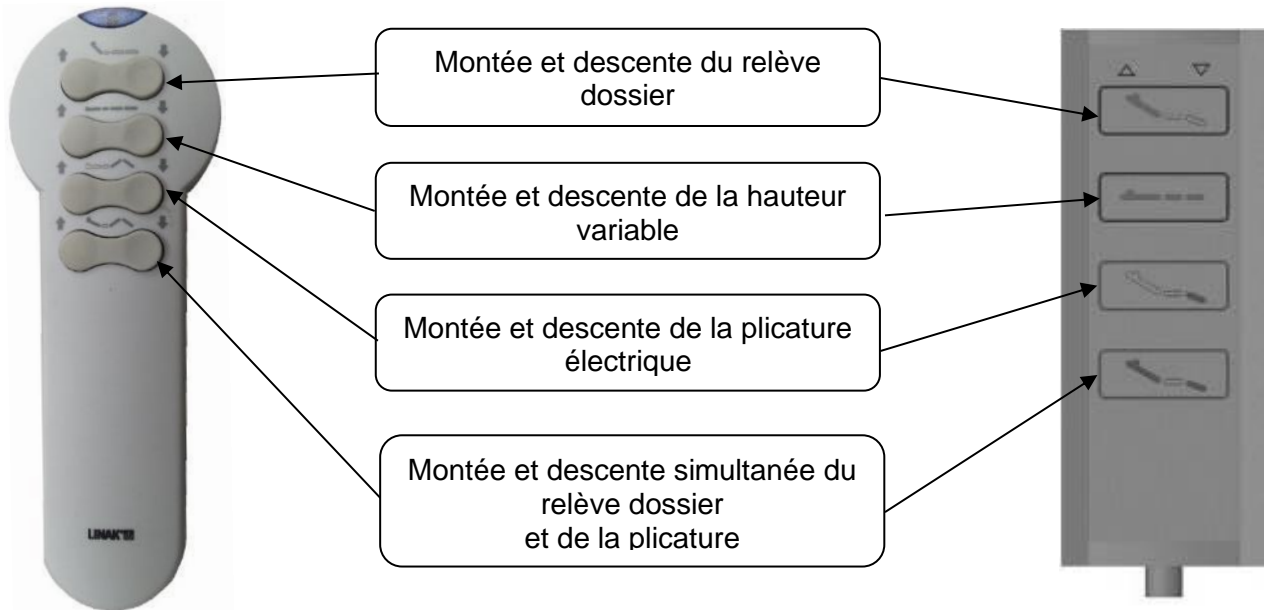 Montée et descente du relève
dossier
Montée et descente de la hauteur
variable
Montée et descente de la plicature
électrique
Montée et descente simultanée du
relève dossier
et de la plicature
LINAK